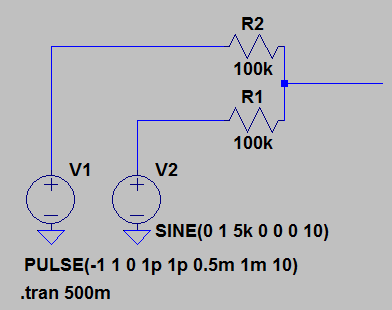 R2
100k
R1
100k
V1
V2
SINE(0 1 5k 0 0 0 10)
PULSE(-1 1 0 1p 1p 0.5m 1m 10)
.tran 500m